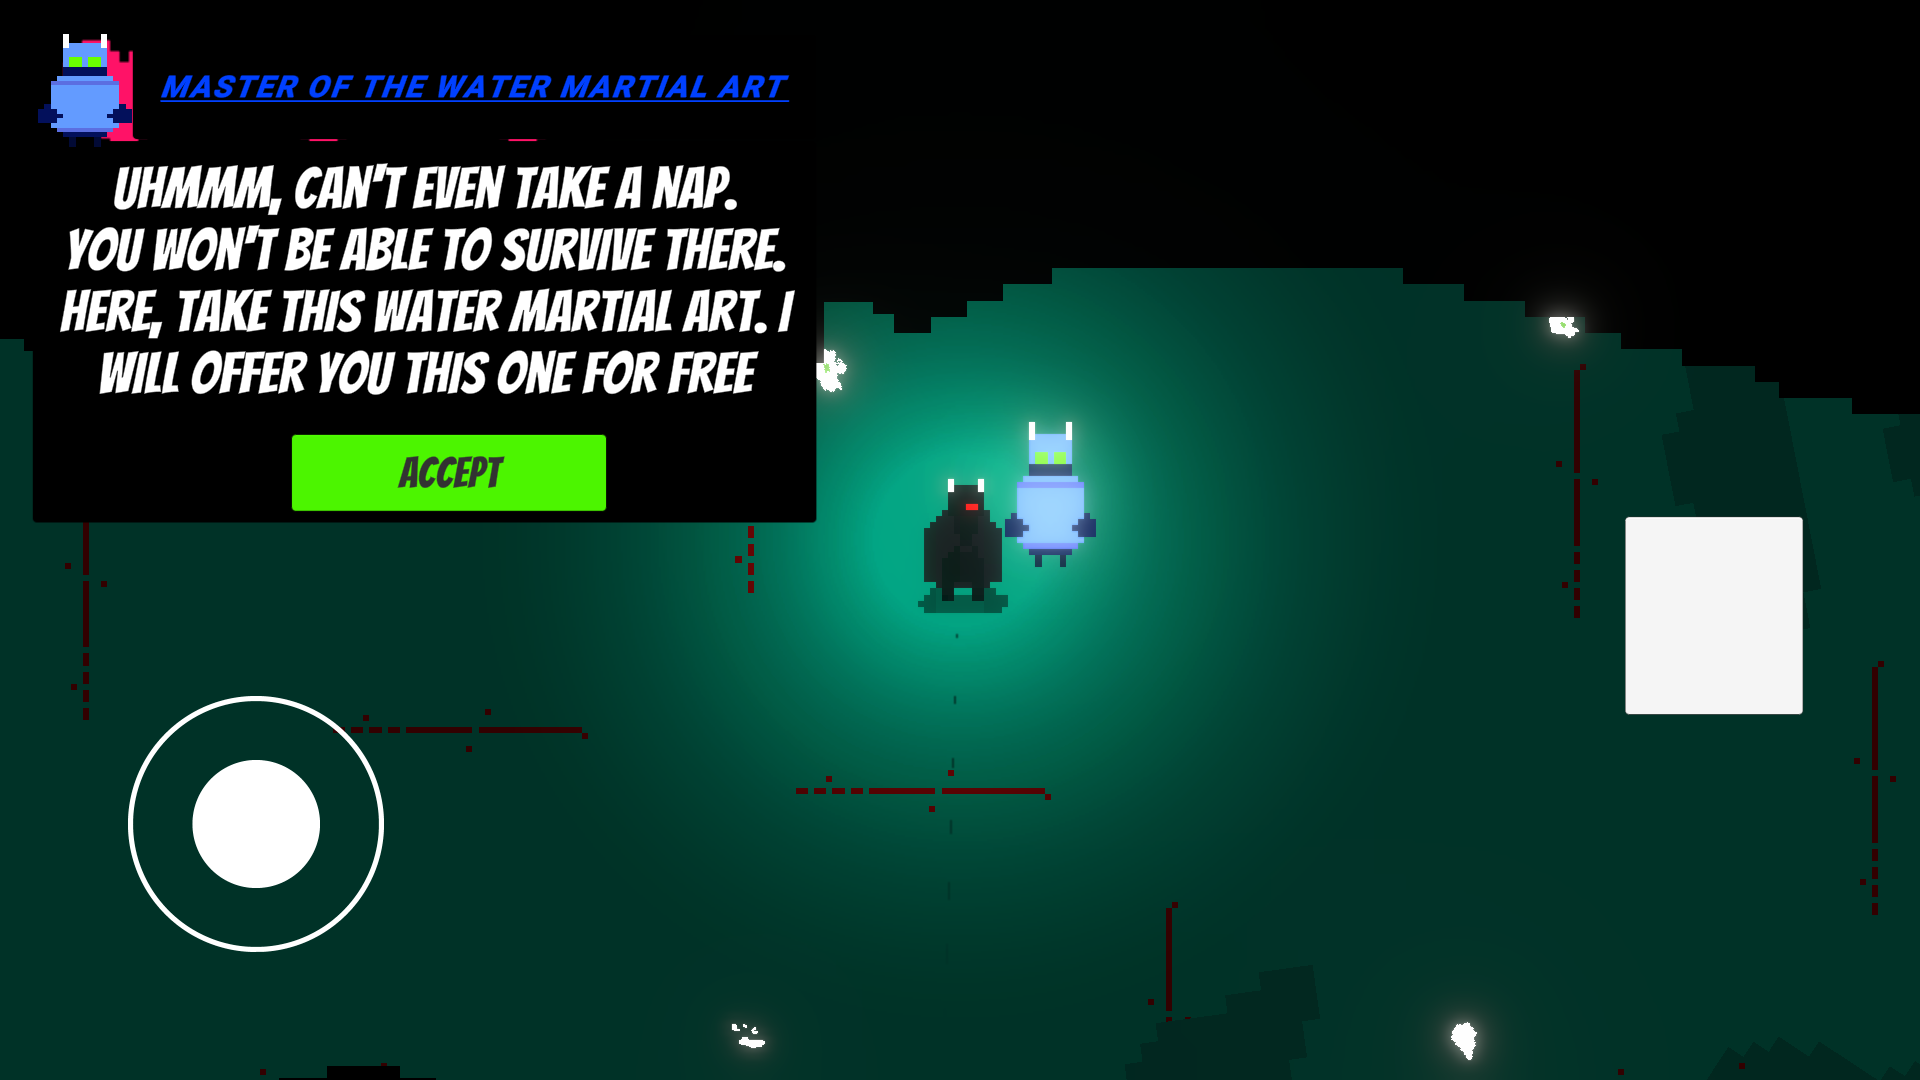 MASTER OF THE WATER MARTIAL ART
UHMMM, CAN'T EVEN TAKE A NAP.
YOU WON'T BE ABLE TO SURVIVE THERE.
HERE, TAKE THIS WATER MARTIAL ART. I
WILL OFFER YOU THIS ONE FOR FREE
ACCEPT